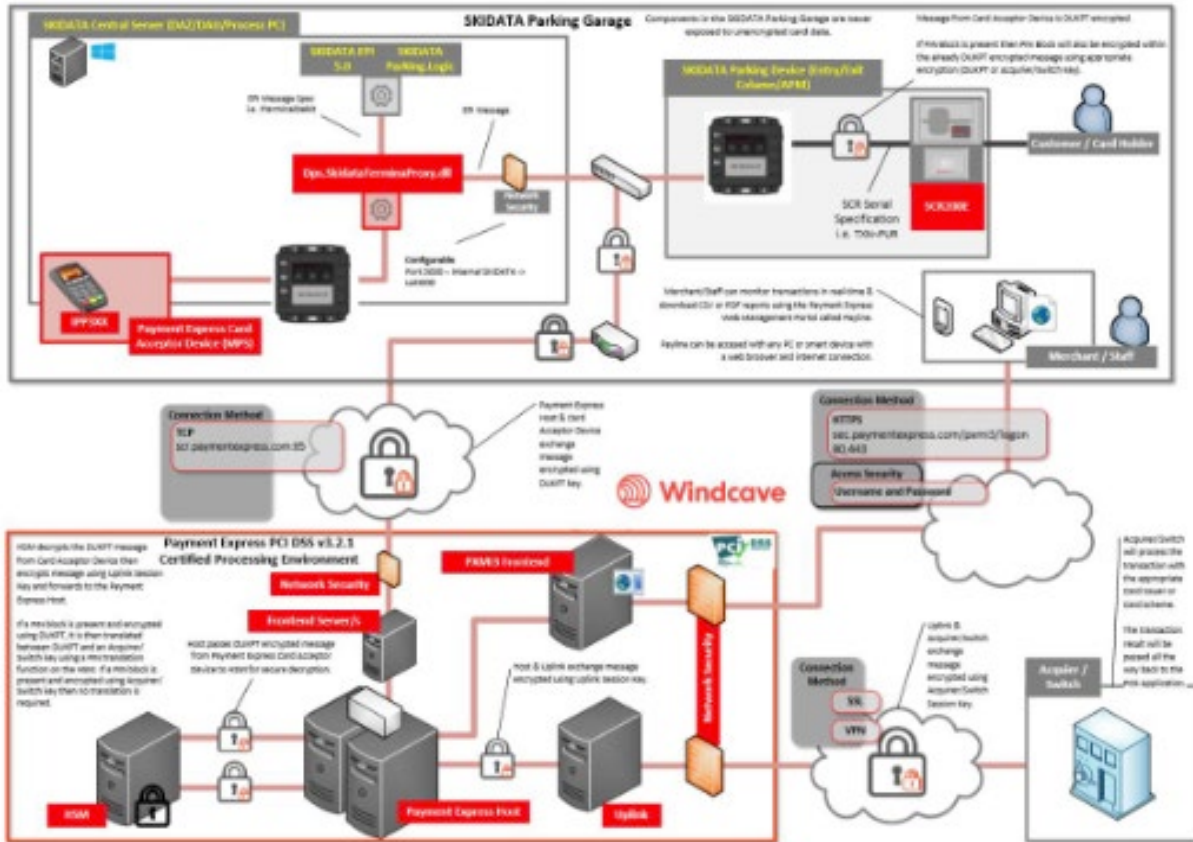 SKIDATA Central Server (DAZ/DAU/Process PC)
SKIDATA Parking Garage
Components in the SKIDATA Parking Garage are never
exposed to unencrypted card data.
Message from Card Acceptor Device is DUKPT encrypted
If PIN block is present then PIN Block will also be encrypted within
the already DUKPT encrypted message using appropriate
encryption (DUKPT or acquirer/switch key).
SKIDATA EPI
5.0
SKIDATA
Parking.Logic
SKIDATA Parking Device (Entry/Exit
Column/APM)
EPI Message Spec
EPI Message
Customer / Card Holder
Network
Security
SCR200E
SCR Serial
Specification
i.e. TXN-PUR
Configurable
IPP3XX
Payment Express Card
Acceptor Device (MPS)
Merchant/Staff can monitor transactions in real-time &
download CSV or PDF reports using the Payment Express
Web Management Portal called Payline.
Payline can be accessed with any PC or smart device with
a web browser and internet connection.
Merchant / Staff
Connection Method
TCP
scr.paymentexpress.com:65
Payment Express
Host & Card
Acceptor Device
exchange
message
encrypted using
DUKPT key.
Connection Method
HTTPS
sec.paymentexpress.com/pxmi3/logon
80,443
Access Security
Username and Password
Windcave
Payment Express PCI DSS v3.2.1
Certified Processing Environment
PCI DSS
HSM decrypts the DUKPT message
from Card Acceptor Device then
encrypts message using Uplink Session
Key and forwards to the Payment
Express Host.
If a PIN block is present and encrypted
using DUKPT, it is then translated
between DUKPT and an Acquirer/
Switch key using a PIN translation
function on the HSM. If a PIN block is
present and encrypted using Acquirer/
Switch key then no translation is
required.
Network Security
Frontend Server/s
PXMI3 Frontend
Host passes DUKPT encrypted message
from Payment Express Card acceptor
Device to HSM for secure decryption.
Host & Uplink exchange message
encrypted using Uplink Session Key.
Network Security
HSM
Payment Express Host
Uplink
Connection
Method
SSL
VPN
Uplink &
acquirer/switch
exchange
message
encrypted using
Acquirer/Switch
Session Key.
Acquirer/Switch
will process the
transaction with
the appropriate
card issuer or
card scheme.
The transaction
result will be
passed all the
way back to the
POS application.
Acquirer /
Switch